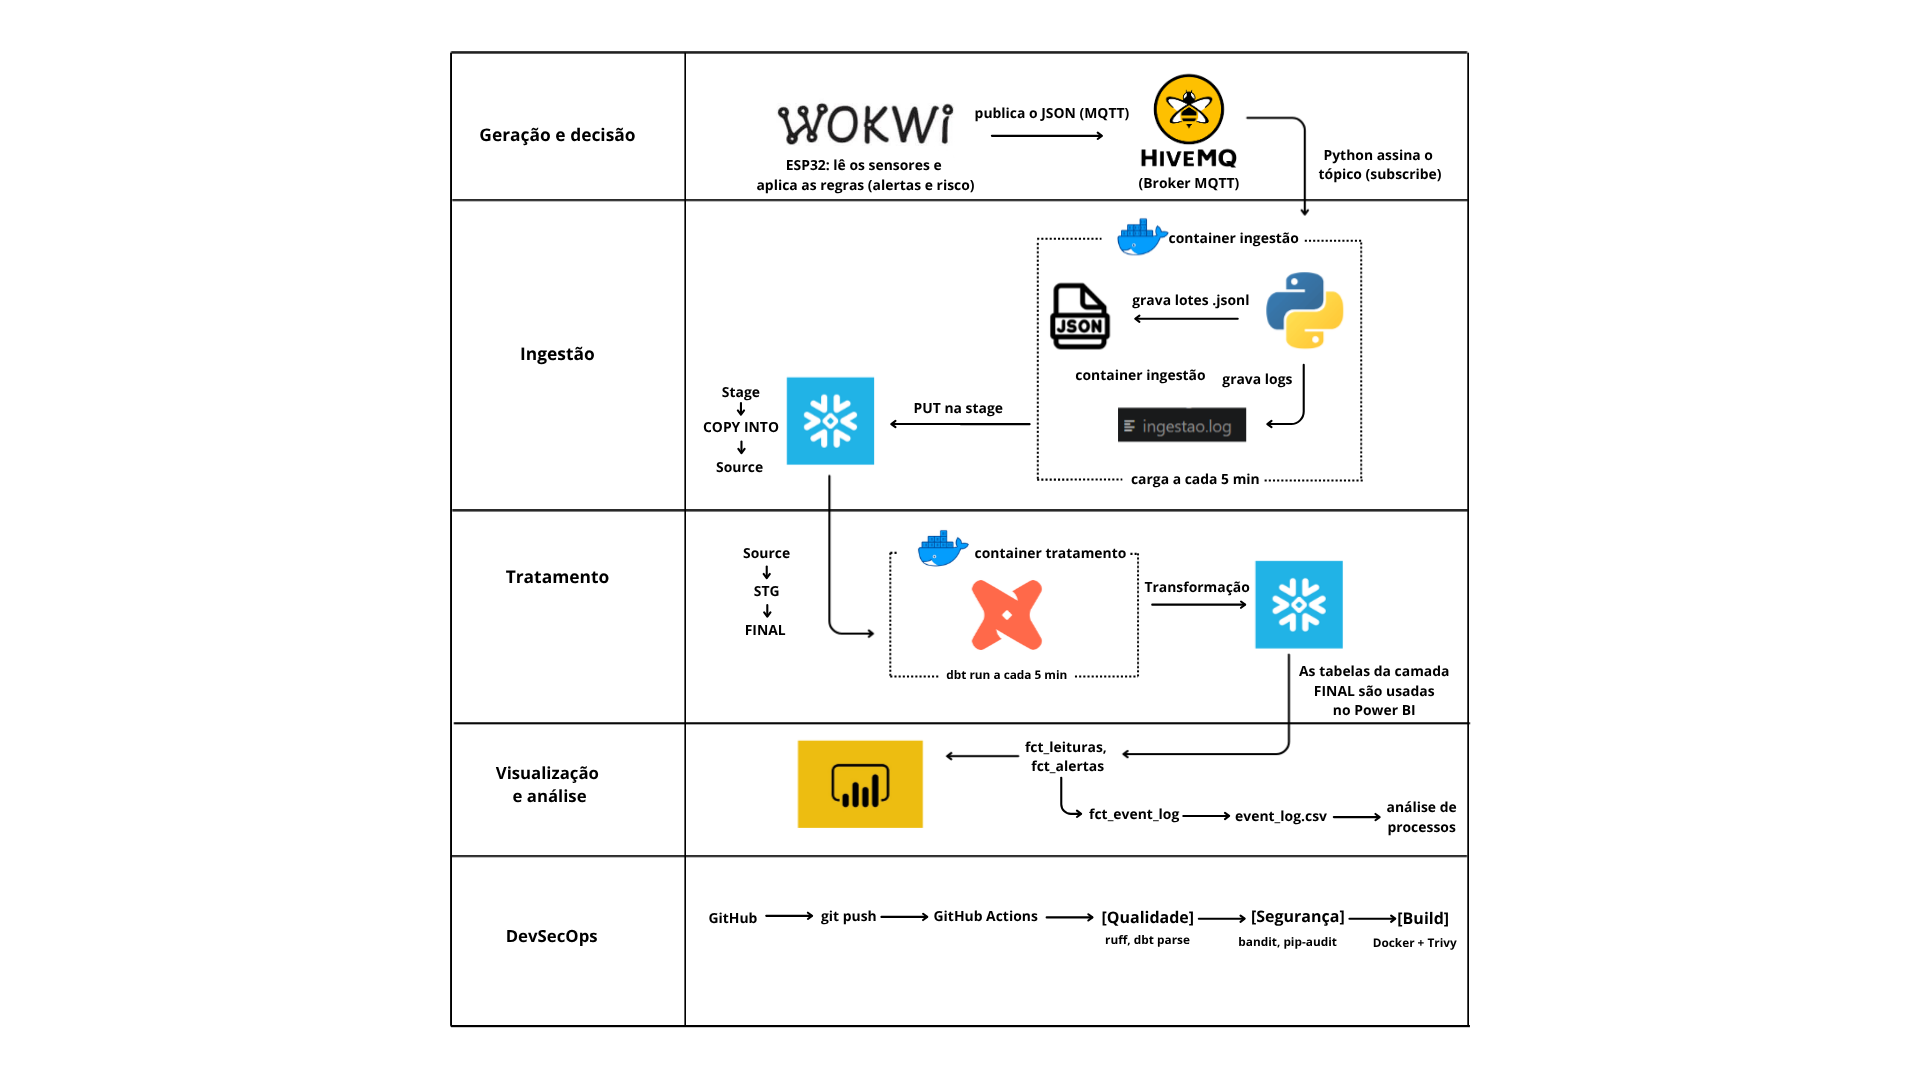 Geração e decisão
WOKWi
ESP32: lê os sensores e
aplica as regras (alertas e risco)
publica o JSON (MQTT)
HIVEMQ
(Broker MQTT)
Python assina o
tópico (subscribe)
Ingestão
container ingestão
JSON
grava lotes .jsonl
container ingestão
grava logs
ingestao.log
carga a cada 5 min
PUT na stage
Stage
COPY INTO
Source
Tratamento
Source
STG
FINAL
container tratamento
dbt run a cada 5 min
Transformação
As tabelas da camada
FINAL são usadas
no Power BI
Visualização
e análise
fct_leituras,
fct_alertas
fct_event_log
event_log.csv
análise de
processos
DevSecOps
GitHub
git push
GitHub Actions
[Qualidade]
ruff, dbt parse
[Segurança]
bandit, pip-audit
[Build]
Docker + Trivy